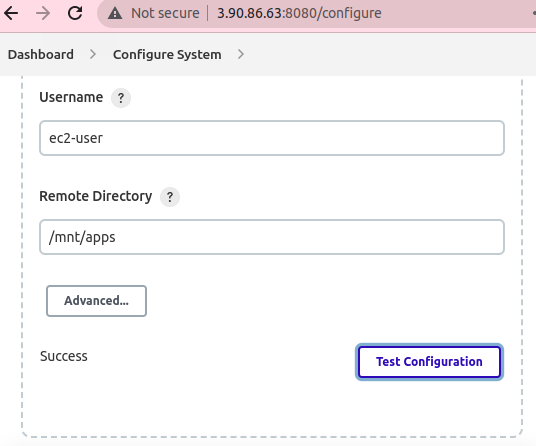 Not secure | 3.90.86.63:8080/configure
Dashboard > Configure System >
Username ?
ec2-user
Remote Directory ?
/mnt/apps
Advanced...
Success
Test Configuration